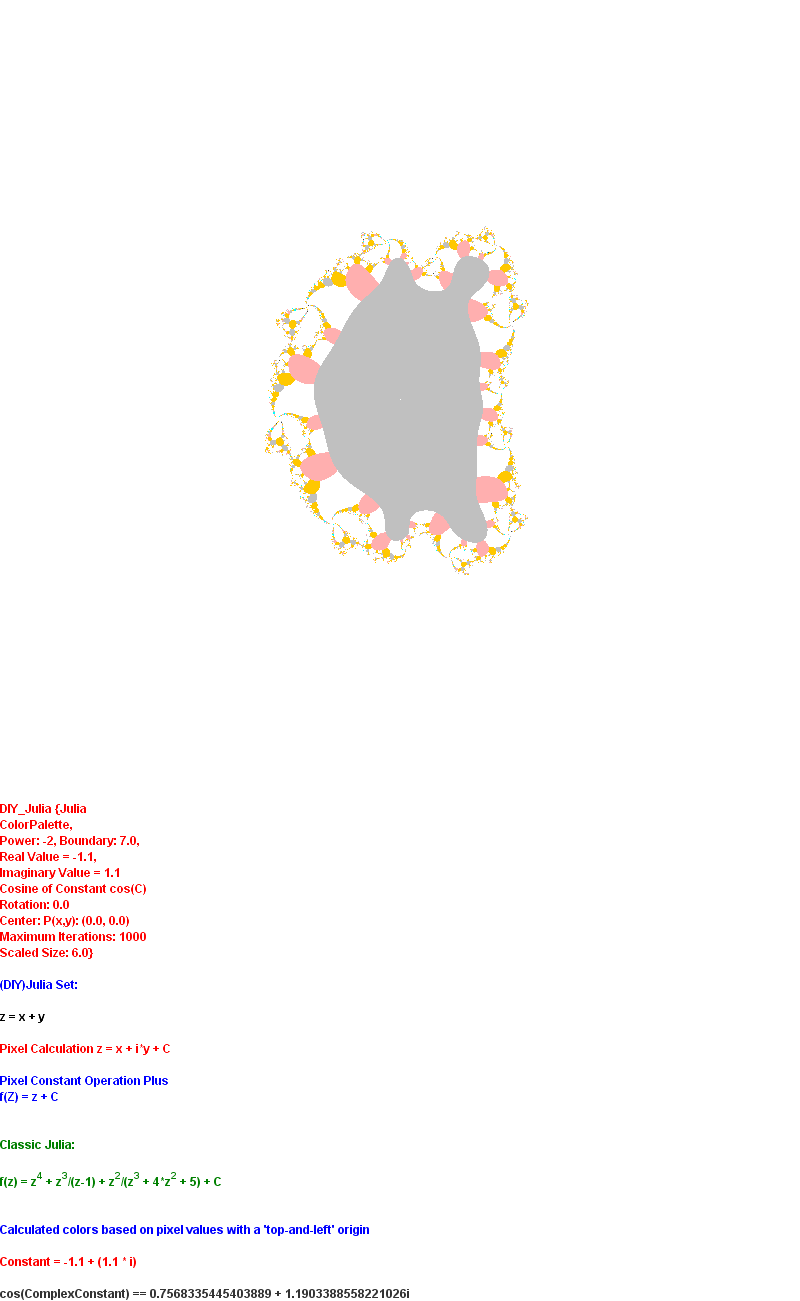 DIY_Julia {Julia
ColorPalette,
Power: -2, Boundary: 7.0,
Real Value = -1.1,
Imaginary Value = 1.1
Cosine of Constant cos(C)
Rotation: 0.0
Center: P(x,y): (0.0, 0.0)
Maximum Iterations: 1000
Scaled Size: 6.0}
(DIY)Julia Set:
z = x + y
Pixel Calculation z = x + i*y + C
Pixel Constant Operation Plus
f(Z) = z + C
Classic Julia:
f(z) = z⁴ + z³/(z-1) + z²/(z³ + 4*z² + 5) + C
Calculated colors based on pixel values with a 'top-and-left' origin
Constant = -1.1 + (1.1 * i)
cos(ComplexConstant) == 0.7568335445403889 + 1.1903388558221026i